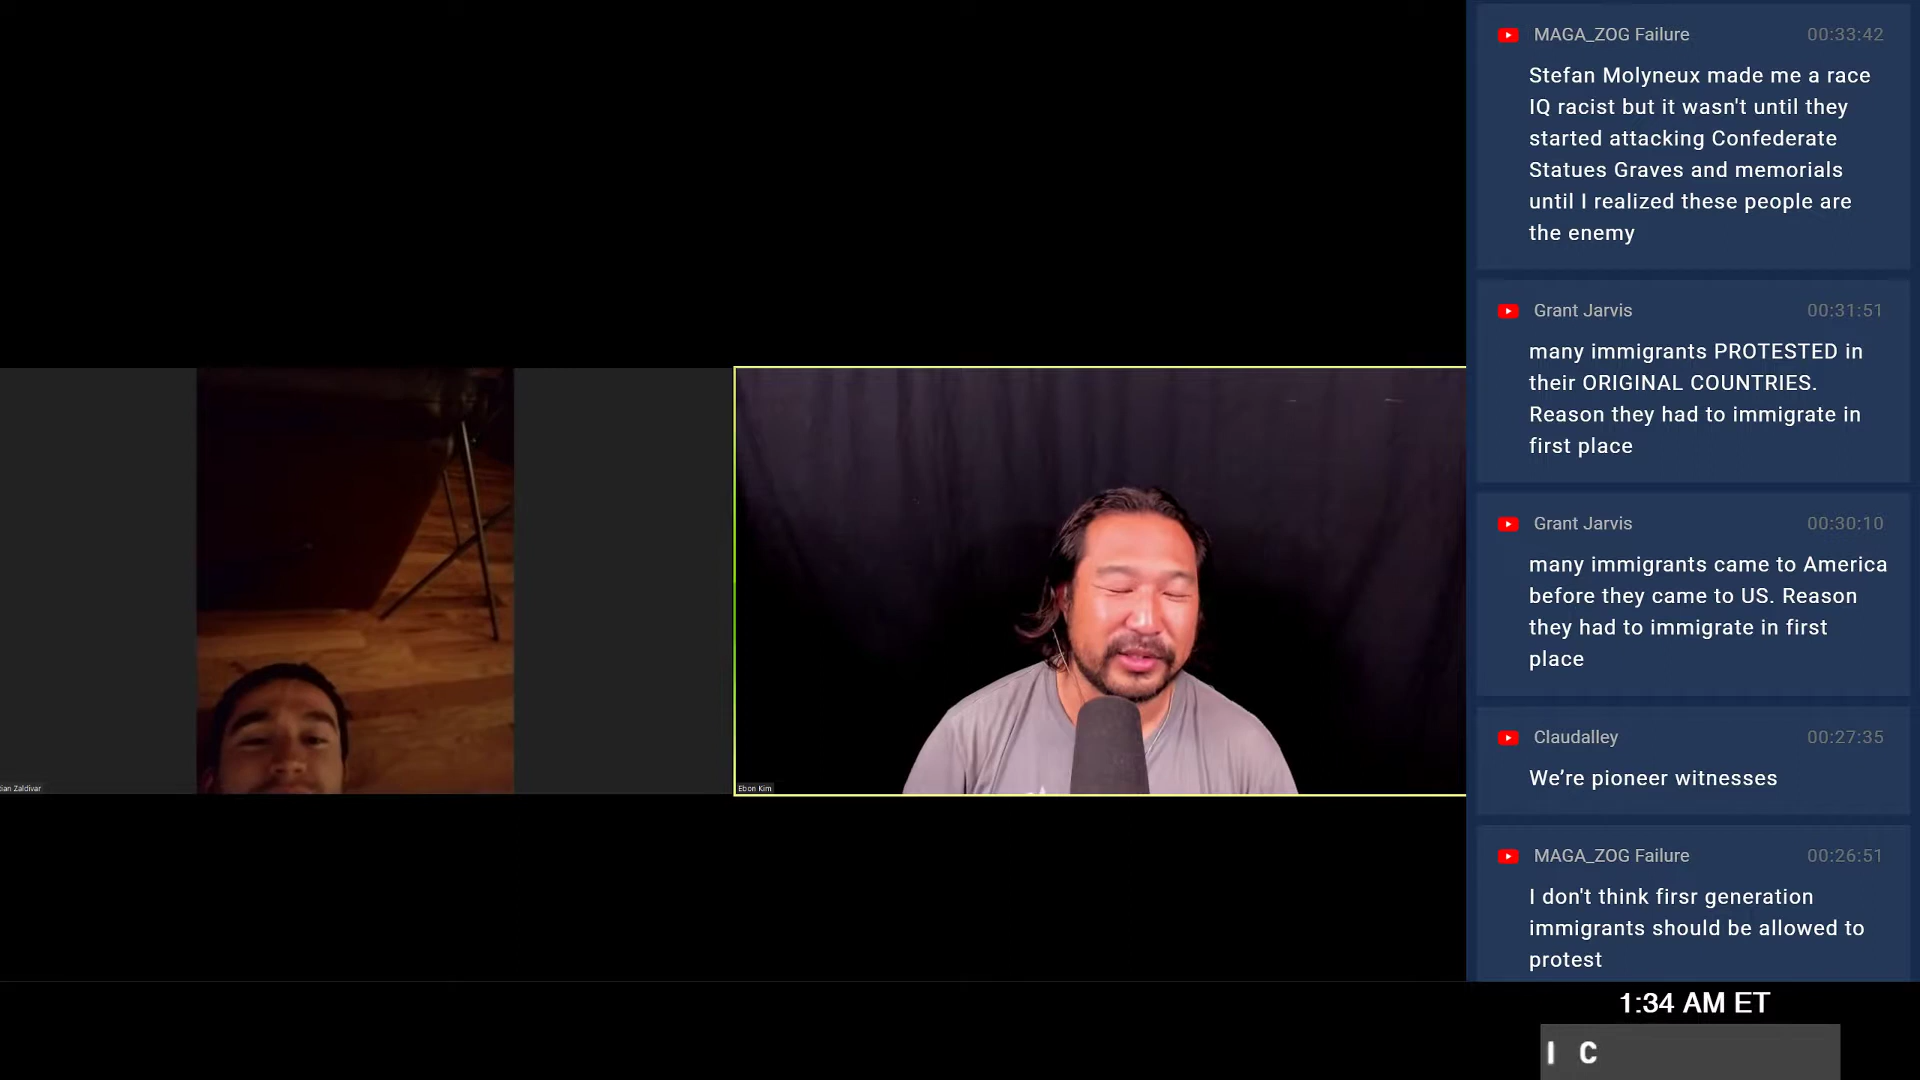 MAGA_ZOG Failure 00:33:42
Stefan Molyneux made me a race
IQ racist but it wasn't until they
started attacking Confederate
Statues Graves and memorials
until I realized these people are
the enemy
Grant Jarvis 00:31:51
many immigrants PROTESTED in
their ORIGINAL COUNTRIES.
Reason they had to immigrate in
first place
Grant Jarvis 00:30:10
many immigrants came to America
before they came to US. Reason
they had to immigrate in first
place
Claudalley 00:27:35
We’re pioneer witnesses
MAGA_ZOG Failure 00:26:51
I don't think firsr generation
immigrants should be allowed to
protest
tian Zaldivar
Ebon Kim
1:34 AM ET
I C